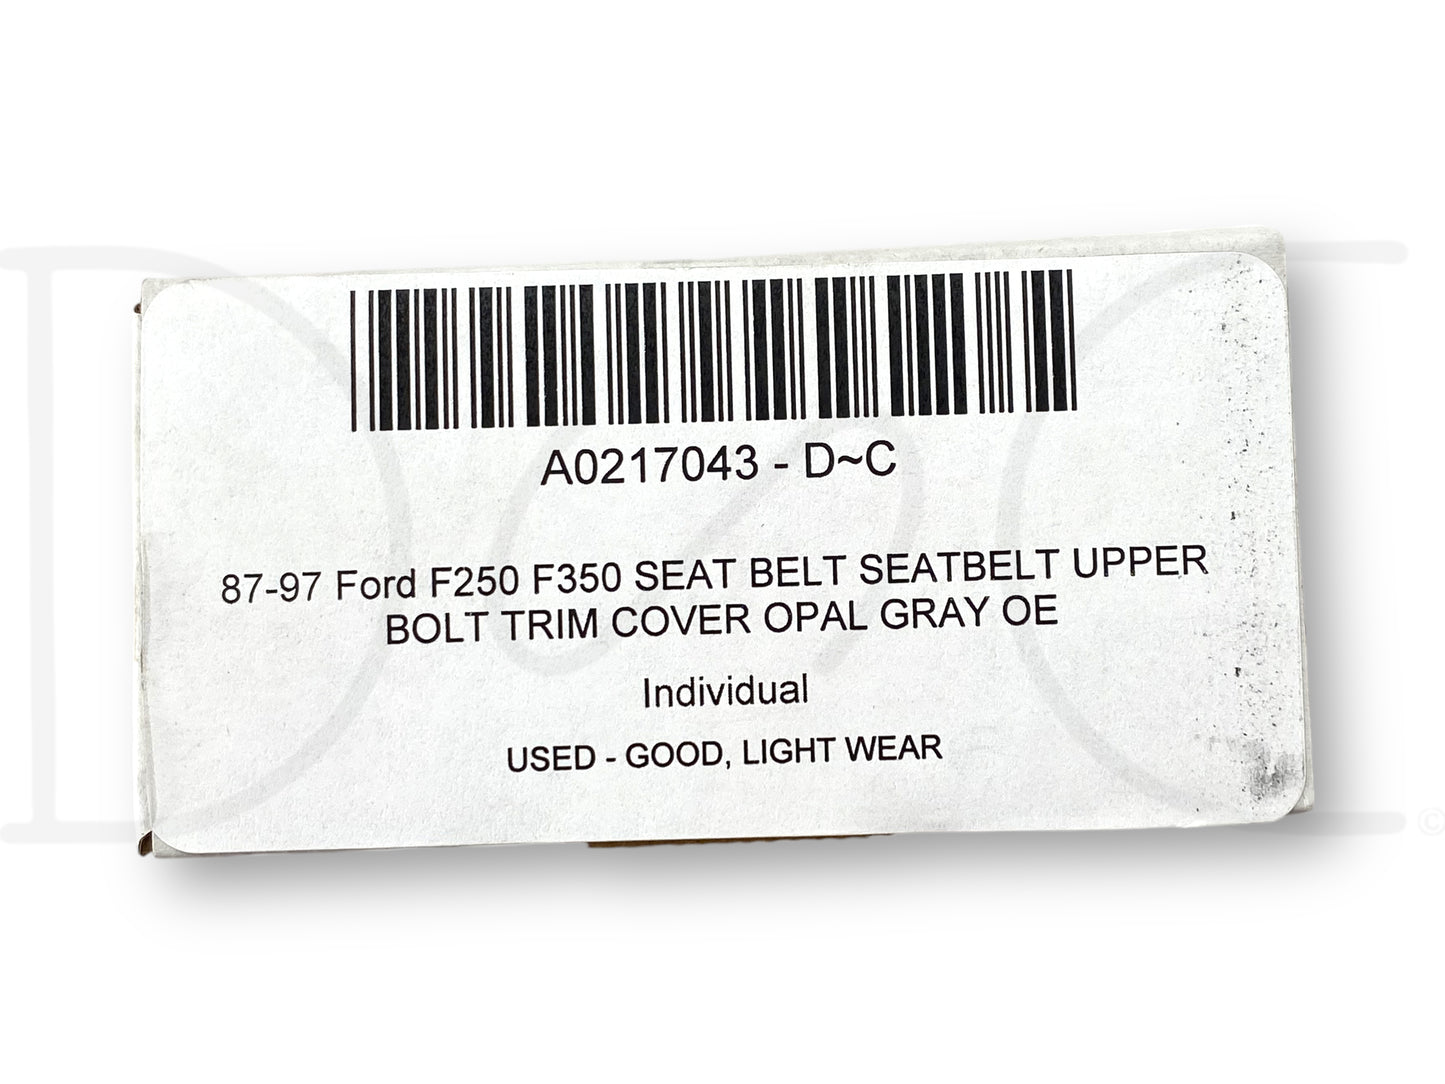 A0217043 - D~C
87-97 Ford F250 F350 SEAT BELT SEATBELT UPPER
BOLT TRIM COVER OPAL GRAY OE
Individual
USED - GOOD, LIGHT WEAR
©